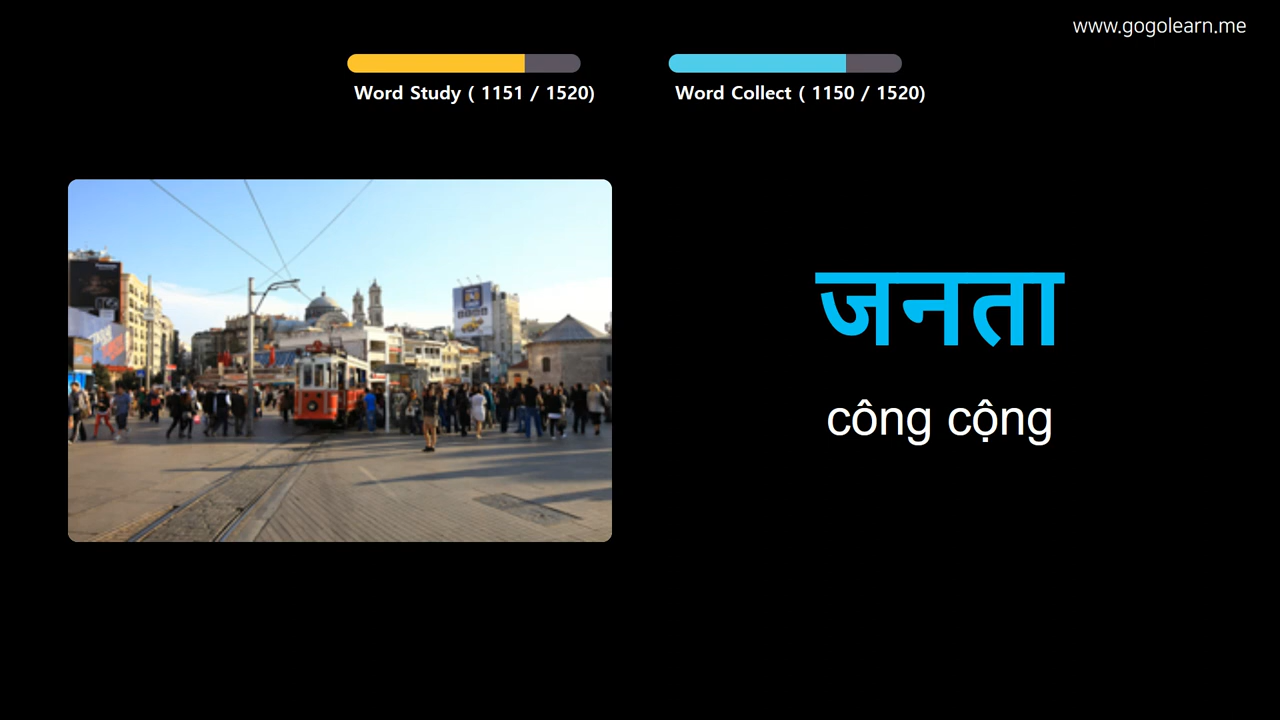 www.gogolearn.me
Word Study ( 1151 / 1520)
Word Collect ( 1150 / 1520)
जनता
công cộng